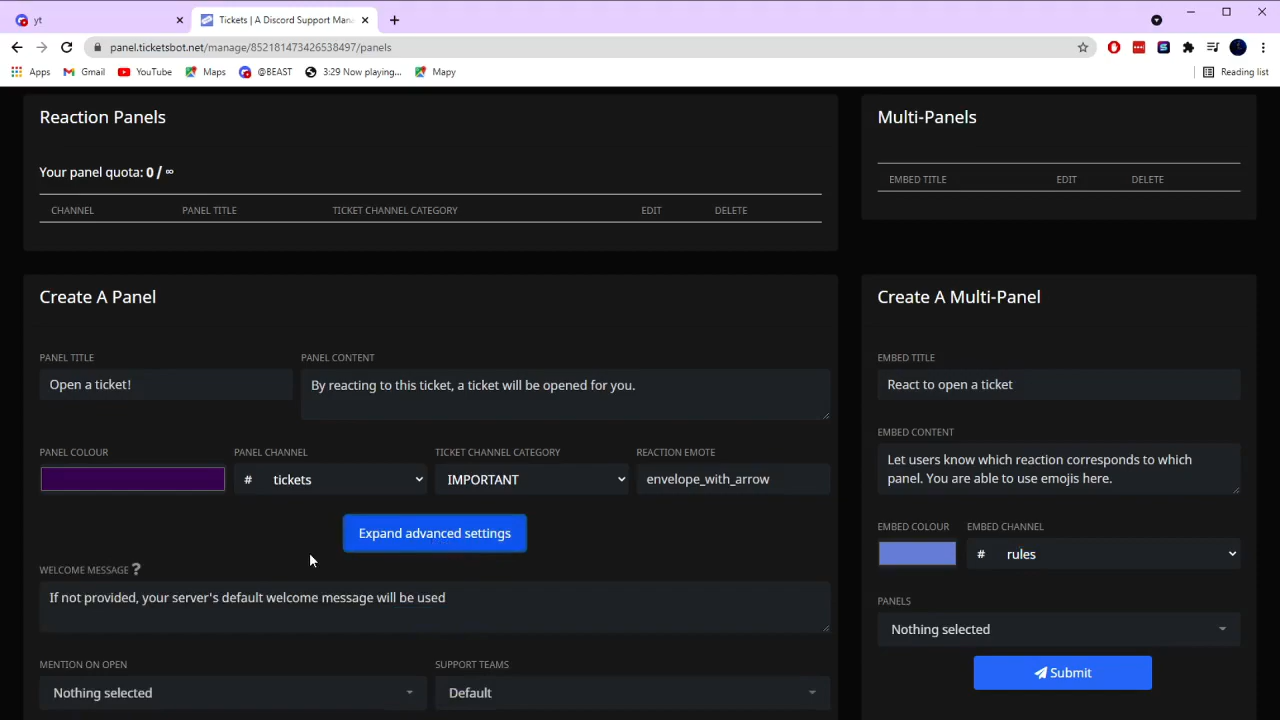 yt
Tickets | A Discord Support Mana
panel.ticketsbot.net/manage/852181473426538497/panels
Apps
Gmail
YouTube
Maps
@BEAST
3:29 Now playing...
Mapy
Reading list
Reaction Panels
Your panel quota: 0 / ∞
CHANNEL PANEL TITLE TICKET CHANNEL CATEGORY EDIT DELETE
Multi-Panels
EMBED TITLE EDIT DELETE
Create A Panel
PANEL TITLE
Open a ticket!
PANEL CONTENT
By reacting to this ticket, a ticket will be opened for you.
PANEL COLOUR
PANEL CHANNEL
# tickets
TICKET CHANNEL CATEGORY
IMPORTANT
REACTION EMOTE
envelope_with_arrow
Expand advanced settings
WELCOME MESSAGE ?
If not provided, your server's default welcome message will be used
MENTION ON OPEN
Nothing selected
SUPPORT TEAMS
Default
Create A Multi-Panel
EMBED TITLE
React to open a ticket
EMBED CONTENT
Let users know which reaction corresponds to which
panel. You are able to use emojis here.
EMBED COLOUR
EMBED CHANNEL
# rules
PANELS
Nothing selected
Submit